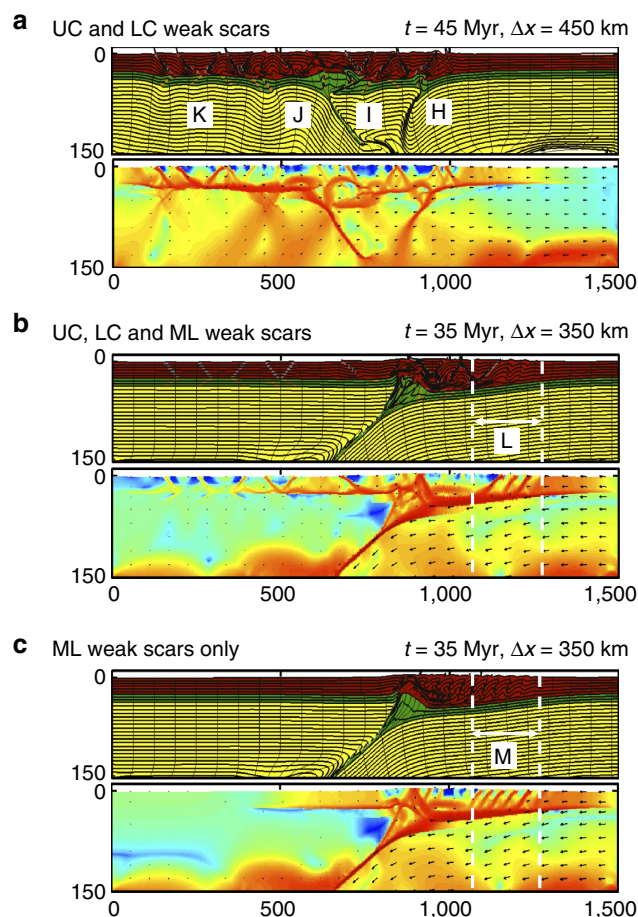 a UC and LC weak scars t = 45 Myr, Δx = 450 km
0
K J I H
150
0
150
0 500 1,000 1,500
b UC, LC and ML weak scars t = 35 Myr, Δx = 350 km
0
L
150
0
150
0 500 1,000 1,500
c ML weak scars only t = 35 Myr, Δx = 350 km
0
M
150
0
150
0 500 1,000 1,500